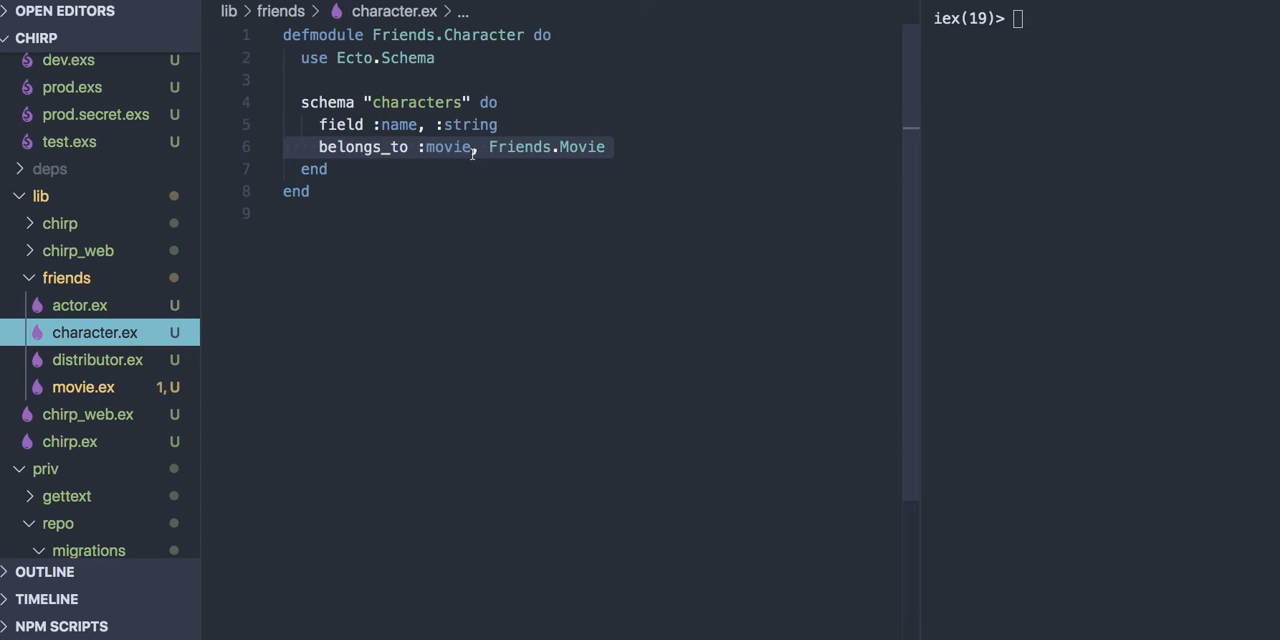 OPEN EDITORS
CHIRP
dev.exs U
prod.exs U
prod.secret.exs U
test.exs U
deps
lib
chirp
chirp_web
friends
actor.ex U
character.ex U
distributor.ex U
movie.ex 1, U
chirp_web.ex U
chirp.ex U
priv
gettext
repo
migrations
OUTLINE
TIMELINE
NPM SCRIPTS
lib > friends > character.ex > ...
1 defmodule Friends.Character do
2 use Ecto.Schema
3
4 schema "characters" do
5 field :name, :string
6 belongs_to :movie, Friends.Movie
7 end
8 end
9
iex(19)>